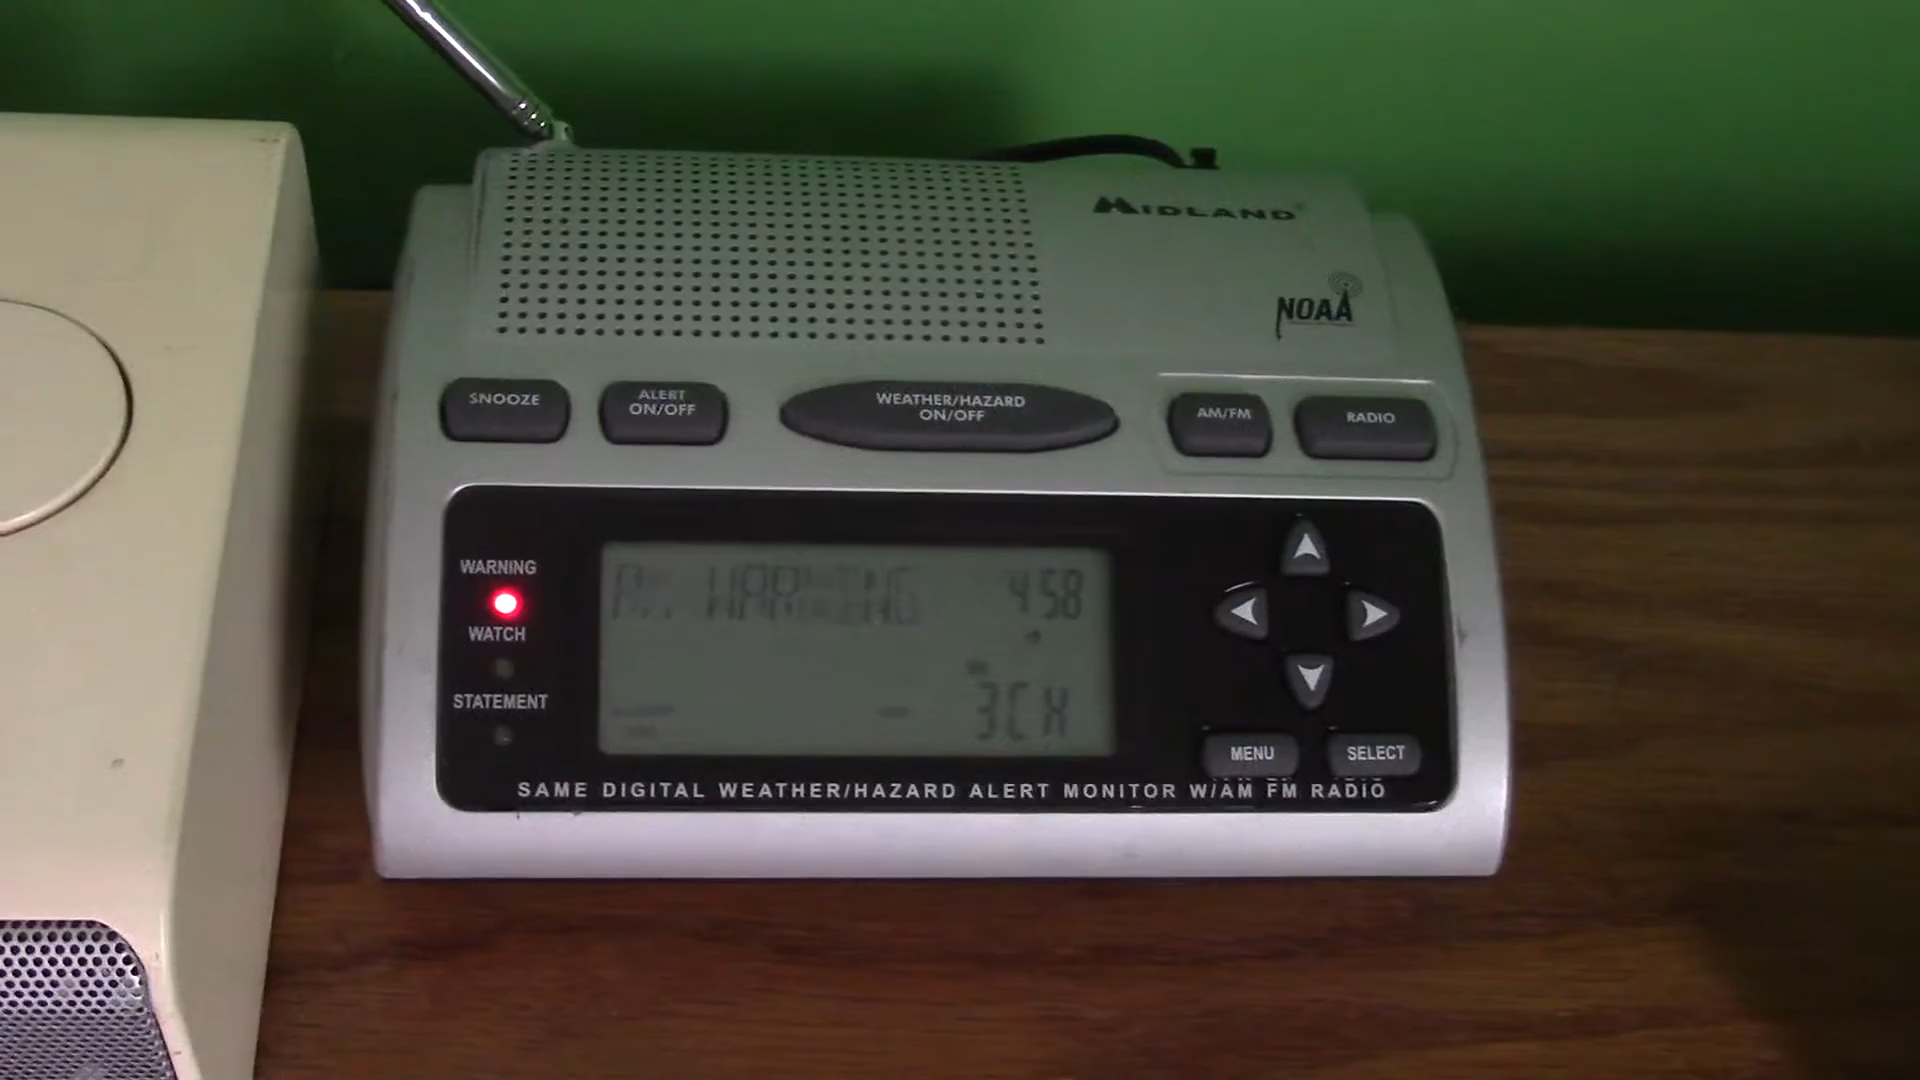 MIDLAND
NOAA
SNOOZE
ALERT
ON/OFF
WEATHER/HAZARD
ON/OFF
AM/FM
RADIO
WARNING
WATCH
STATEMENT
4:58
3CH
MENU
SELECT
SAME DIGITAL WEATHER/HAZARD ALERT MONITOR W/AM FM RADIO